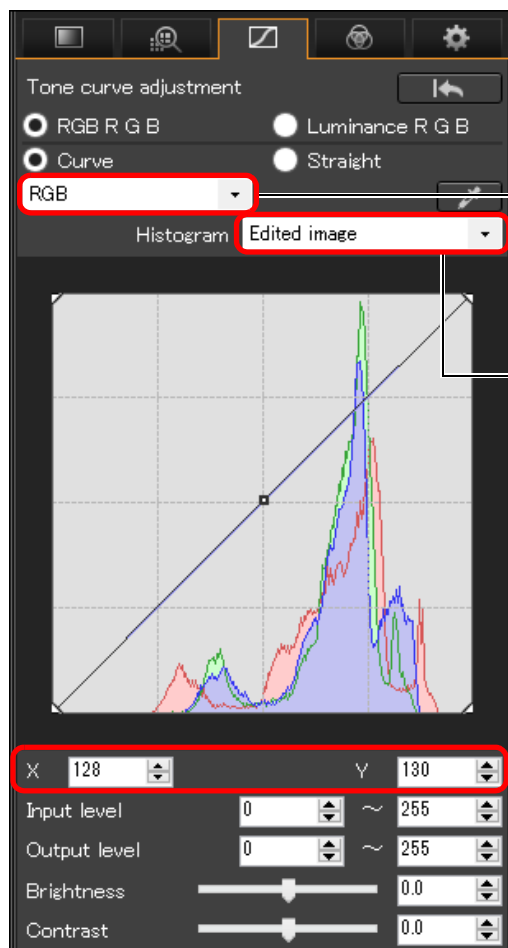 Tone curve adjustment
RGB R G B Luminance R G B
Curve Straight
RGB
Histogram Edited image
X 128 Y 130
Input level 0 ~ 255
Output level 0 ~ 255
Brightness 0.0
Contrast 0.0